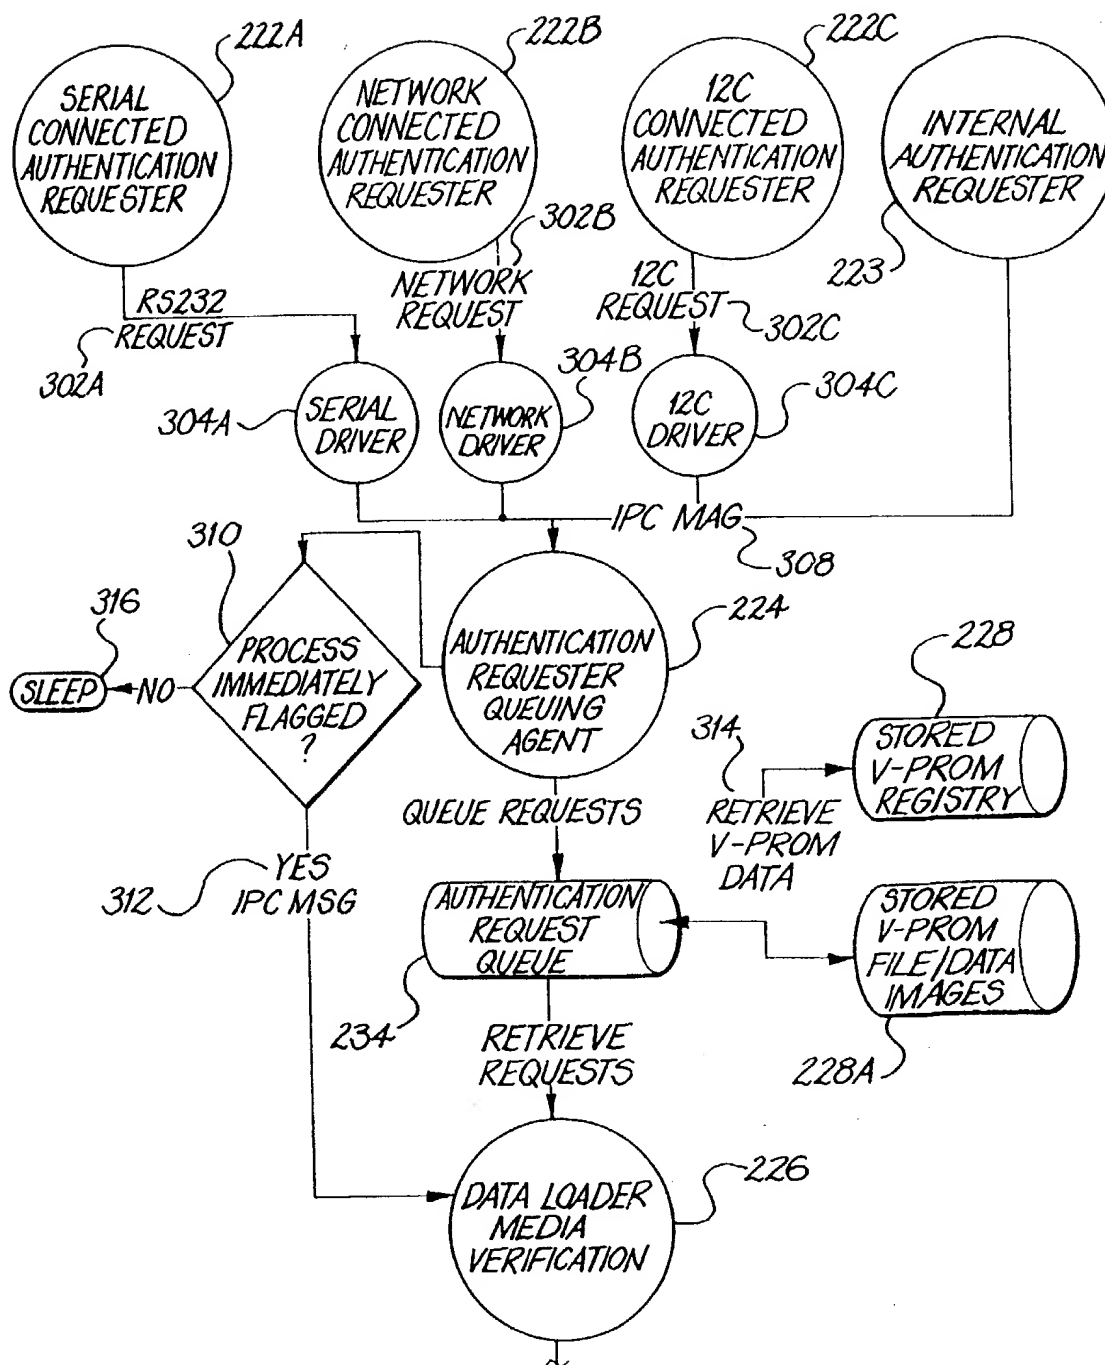 222A
222B
222C
SERIAL
CONNECTED
AUTHENTICATION
REQUESTER
NETWORK
CONNECTED
AUTHENTICATION
REQUESTER
12C
CONNECTED
AUTHENTICATION
REQUESTER
INTERNAL
AUTHENTICATION
REQUESTER
223
RS232
REQUEST
302A
302B
NETWORK
REQUEST
12C
REQUEST
302C
304A
SERIAL
DRIVER
304B
NETWORK
DRIVER
12C
DRIVER
304C
IPC MAG
308
310
316
SLEEP
NO
PROCESS
IMMEDIATELY
FLAGGED
?
AUTHENTICATION
REQUESTER
QUEUING
AGENT
224
228
STORED
V-PROM
REGISTRY
314
RETRIEVE
V-PROM
DATA
QUEUE REQUESTS
312
YES
IPC MSG
AUTHENTICATION
REQUEST
QUEUE
234
STORED
V-PROM
FILE/DATA
IMAGES
228A
RETRIEVE
REQUESTS
DATA LOADER
MEDIA
VERIFICATION
226